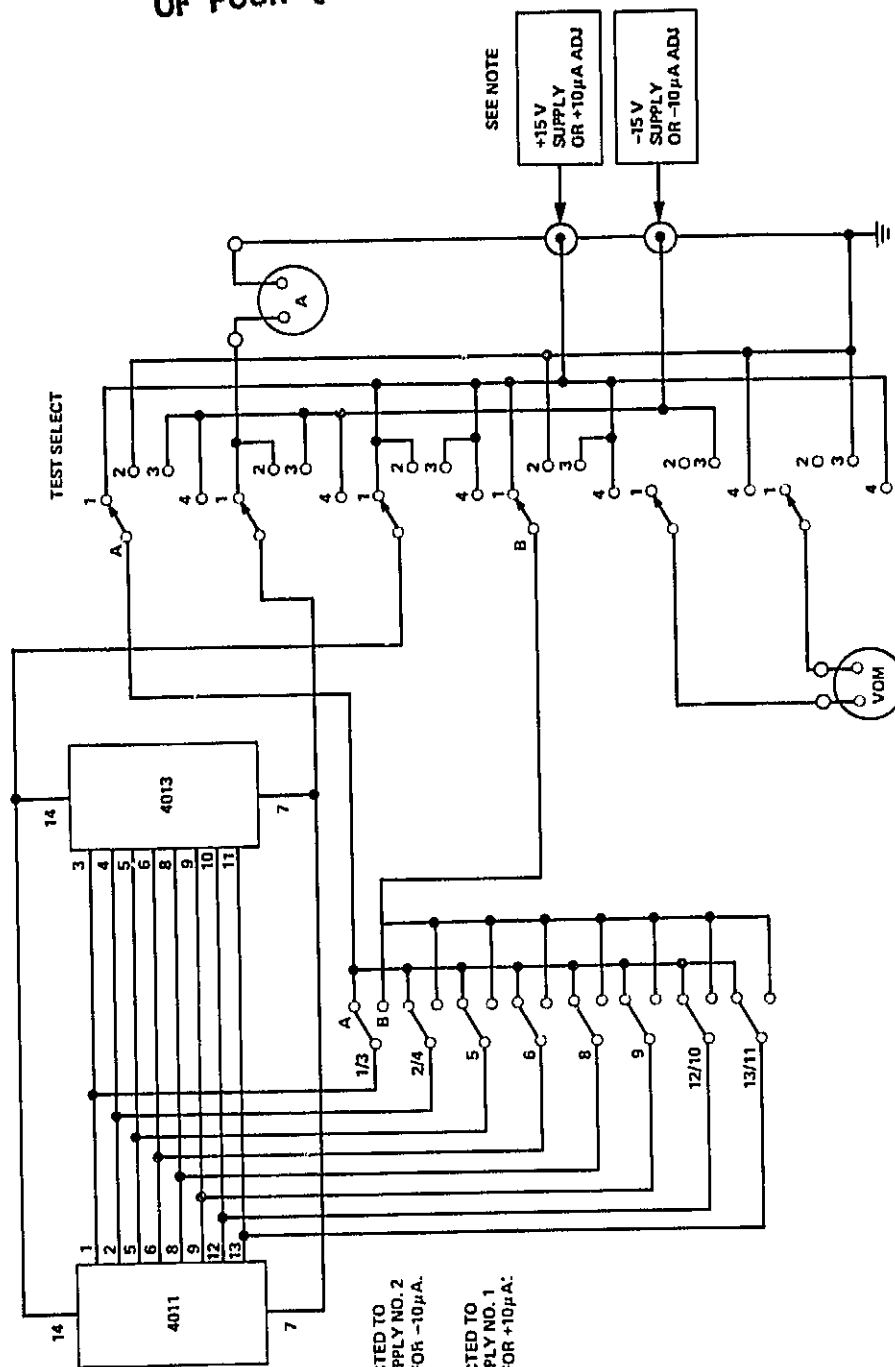 OF POOR
14
4011
7
1
2
5
6
8
9
12
13
3
4
5
6
8
9
10
11
14
4013
7
CTED TO
PPLY NO. 2
FOR −10µA.
CTED TO
PPLY NO. 1
FOR +10µA.
A
B
1/3
2/4
5
6
8
9
12/10
13/11
TEST SELECT
A
1
2
3
4
1
2
3
4
1
2
3
4
B
1
2
3
4
1
2
3
4
1
2
3
4
VOM
A
SEE NOTE
+15 V
SUPPLY
OR +10µA ADJ
−15 V
SUPPLY
OR −10µA ADJ